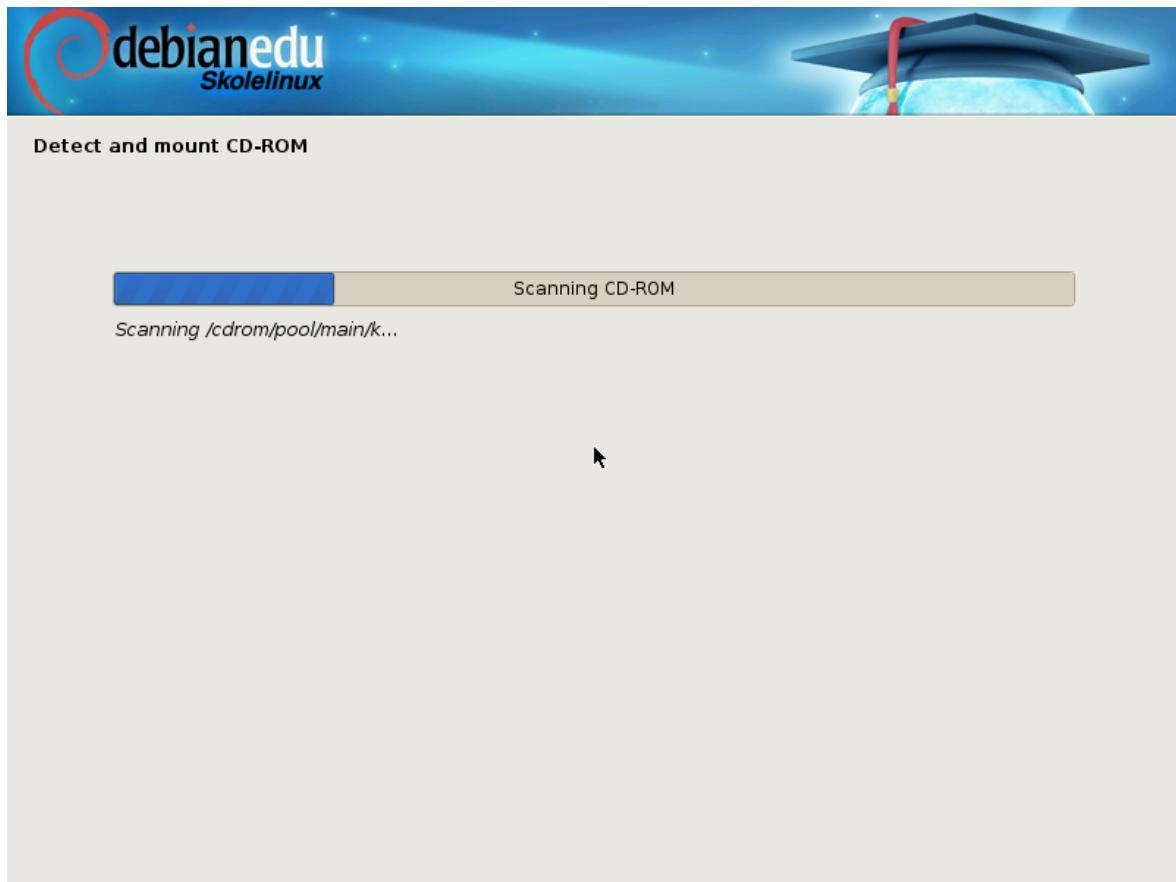 debianedu
Skolelinux
Detect and mount CD-ROM
Scanning CD-ROM
Scanning /cdrom/pool/main/k...